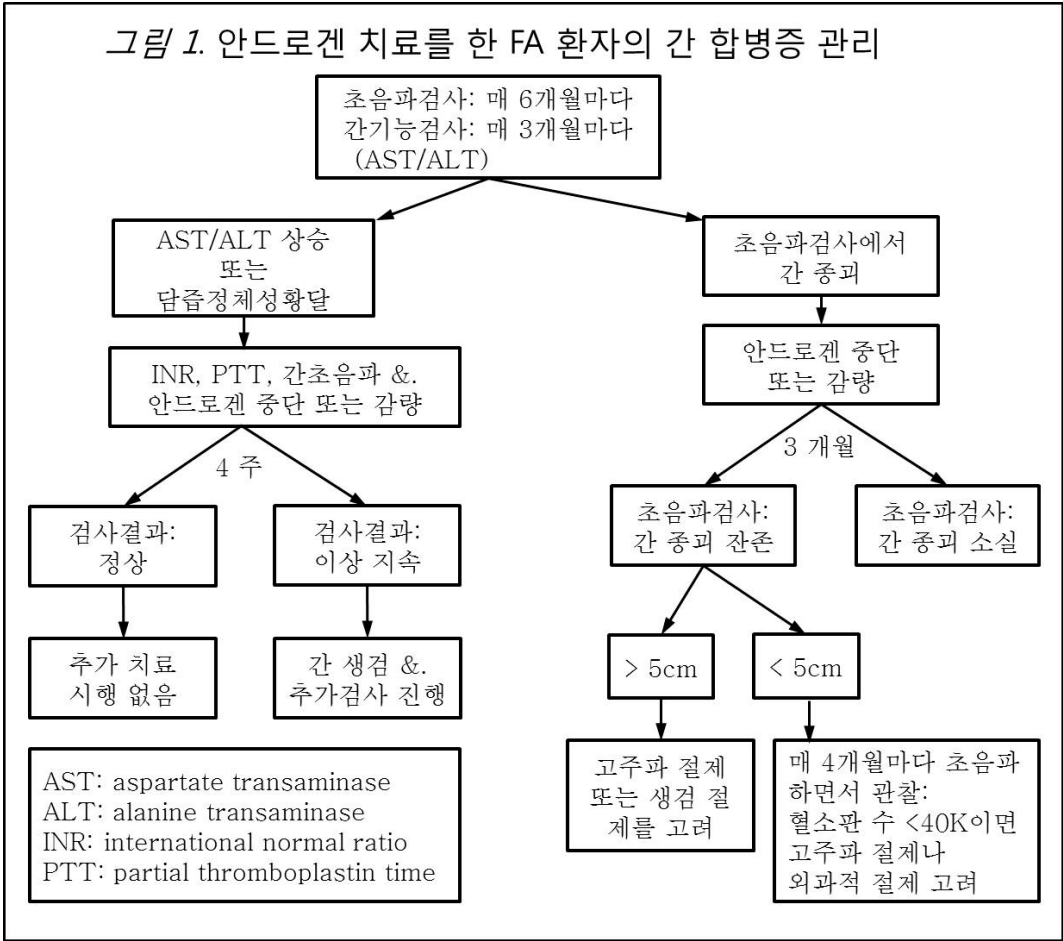 그림 1. 안드로겐 치료를 한 FA 환자의 간 합병증 관리
초음파검사: 매 6개월마다
간기능검사: 매 3개월마다
(AST/ALT)
AST/ALT 상승
또는
담즙정체성황달
초음파검사에서
간 종괴
INR, PTT, 간초음파 &.
안드로겐 중단 또는 감량
안드로겐 중단
또는 감량
4 주
3 개월
검사결과:
정상
검사결과:
이상 지속
초음파검사:
간 종괴 잔존
초음파검사:
간 종괴 소실
추가 치료
시행 없음
간 생검 &.
추가검사 진행
> 5cm
< 5cm
고주파 절제
또는 생검 절
제를 고려
매 4개월마다 초음파
하면서 관찰:
혈소판 수 <40K이면
고주파 절제나
외과적 절제 고려
AST: aspartate transaminase
ALT: alanine transaminase
INR: international normal ratio
PTT: partial thromboplastin time